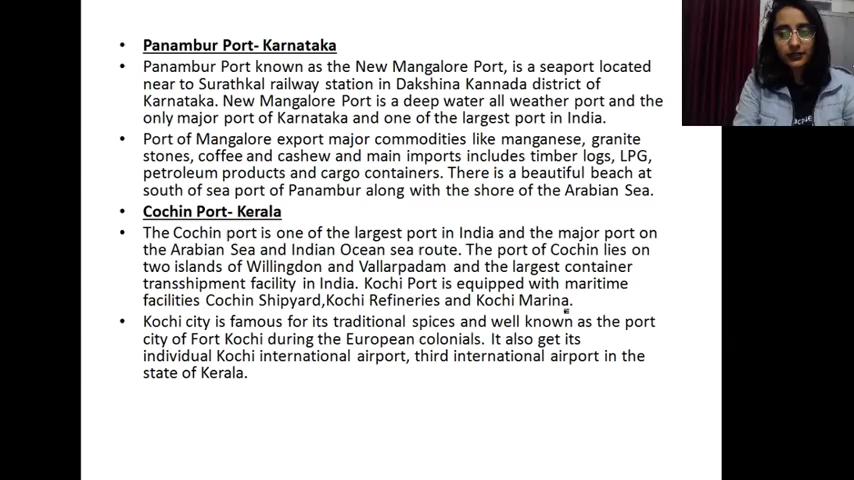 Panambur Port- Karnataka
Panambur Port known as the New Mangalore Port, is a seaport located
near to Surathkal railway station in Dakshina Kannada district of
Karnataka. New Mangalore Port is a deep water all weather port and the
only major port of Karnataka and one of the largest port in India.
Port of Mangalore export major commodities like manganese, granite
stones, coffee and cashew and main imports includes timber logs, LPG,
petroleum products and cargo containers. There is a beautiful beach at
south of sea port of Panambur along with the shore of the Arabian Sea.
Cochin Port- Kerala
The Cochin port is one of the largest port in India and the major port on
the Arabian Sea and Indian Ocean sea route. The port of Cochin lies on
two islands of Willingdon and Vallarpadam and the largest container
transshipment facility in India. Kochi Port is equipped with maritime
facilities Cochin Shipyard,Kochi Refineries and Kochi Marina.
Kochi city is famous for its traditional spices and well known as the port
city of Fort Kochi during the European colonials. It also get its
individual Kochi international airport, third international airport in the
state of Kerala.